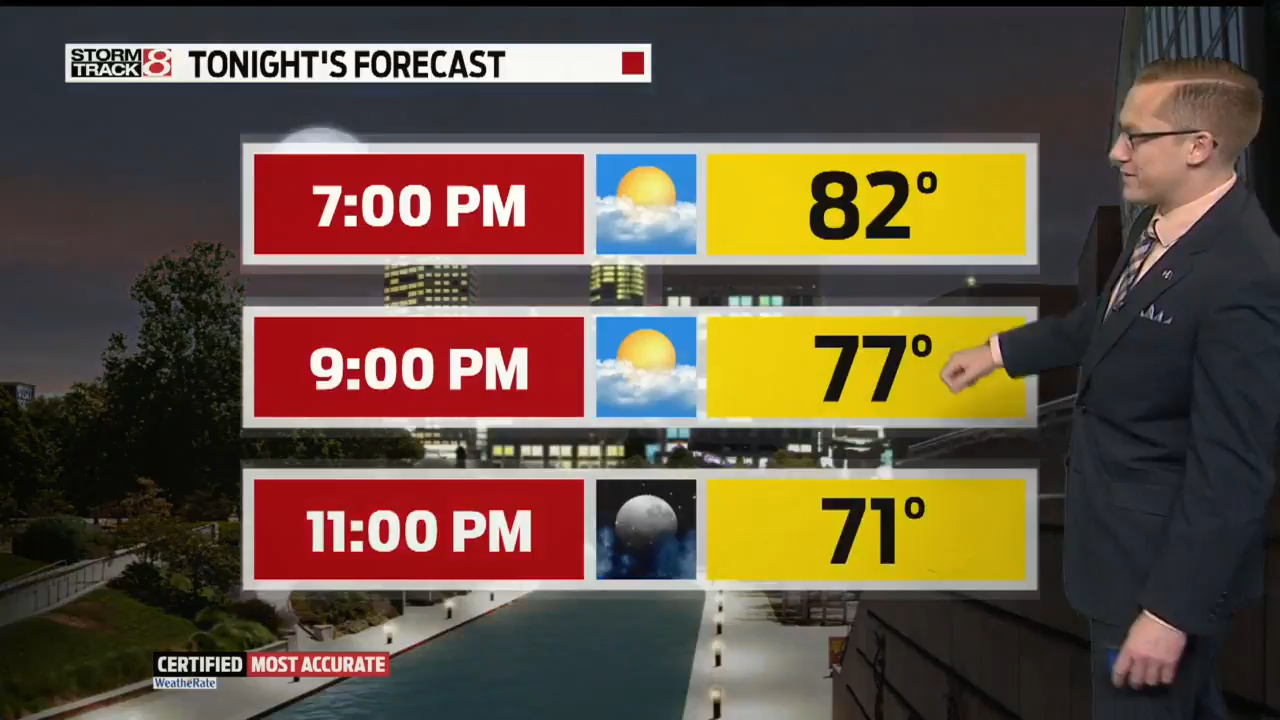 STORM TRACK 8 TONIGHT'S FORECAST
7:00 PM 82°
9:00 PM 77°
11:00 PM 71°
CERTIFIED MOST ACCURATE
WeatheRate